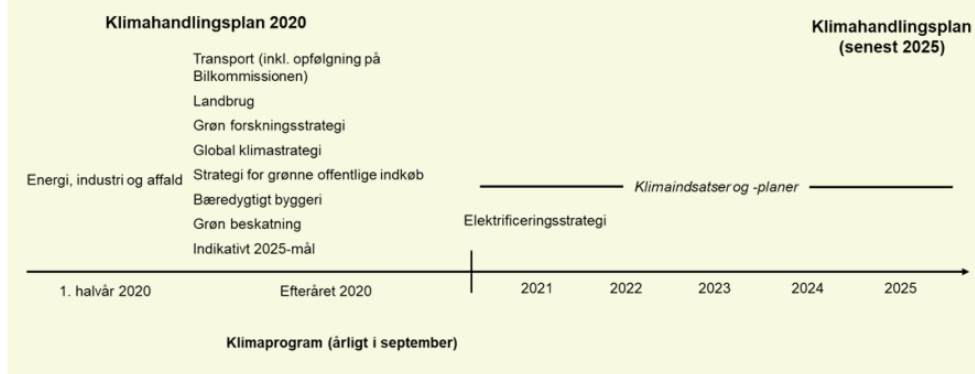 Klimahandlingsplan 2020
Klimahandlingsplan
(senest 2025)
Transport (inkl. opfølgning på
Bilkommissionen)
Landbrug
Grøn forskningsstrategi
Global klimastrategi
Energi, industri og affald
Strategi for grønne offentlige indkøb
Bæredygtigt byggeri
Grøn beskatning
Indikativt 2025-mål
Klimaindsatser og -planer
Elektrificeringsstrategi
1. halvår 2020
Efteråret 2020
2021
2022
2023
2024
2025
Klimaprogram (årligt i september)